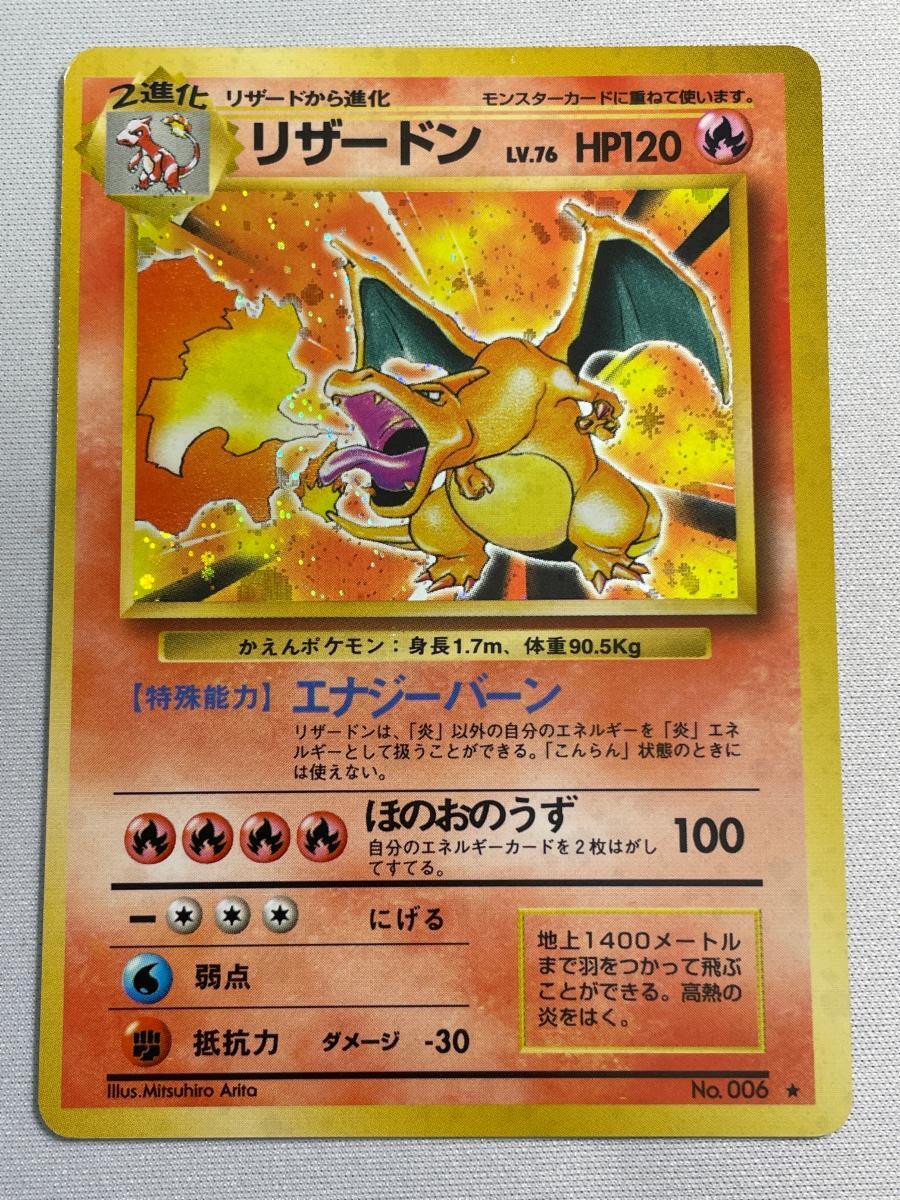 2進化
リザードから進化
モンスターカードに重ねて使います。
リザードン LV.76 HP120
かえんポケモン：身長1.7m、体重90.5Kg
【特殊能力】エナジーバーン
リザードンは、「炎」以外の自分のエネルギーを「炎」エネ
ルギーとして扱うことができる。「こんらん」状態のときに
は使えない。
ほのおのうず 100
自分のエネルギーカードを2枚はがし
てすてる。
にげる
弱点
抵抗力 ダメージ -30
地上1400メートル
まで羽をつかって飛ぶ
ことができる。高熱の
炎をはく。
Illus.Mitsuhiro Arita
No. 006 ★